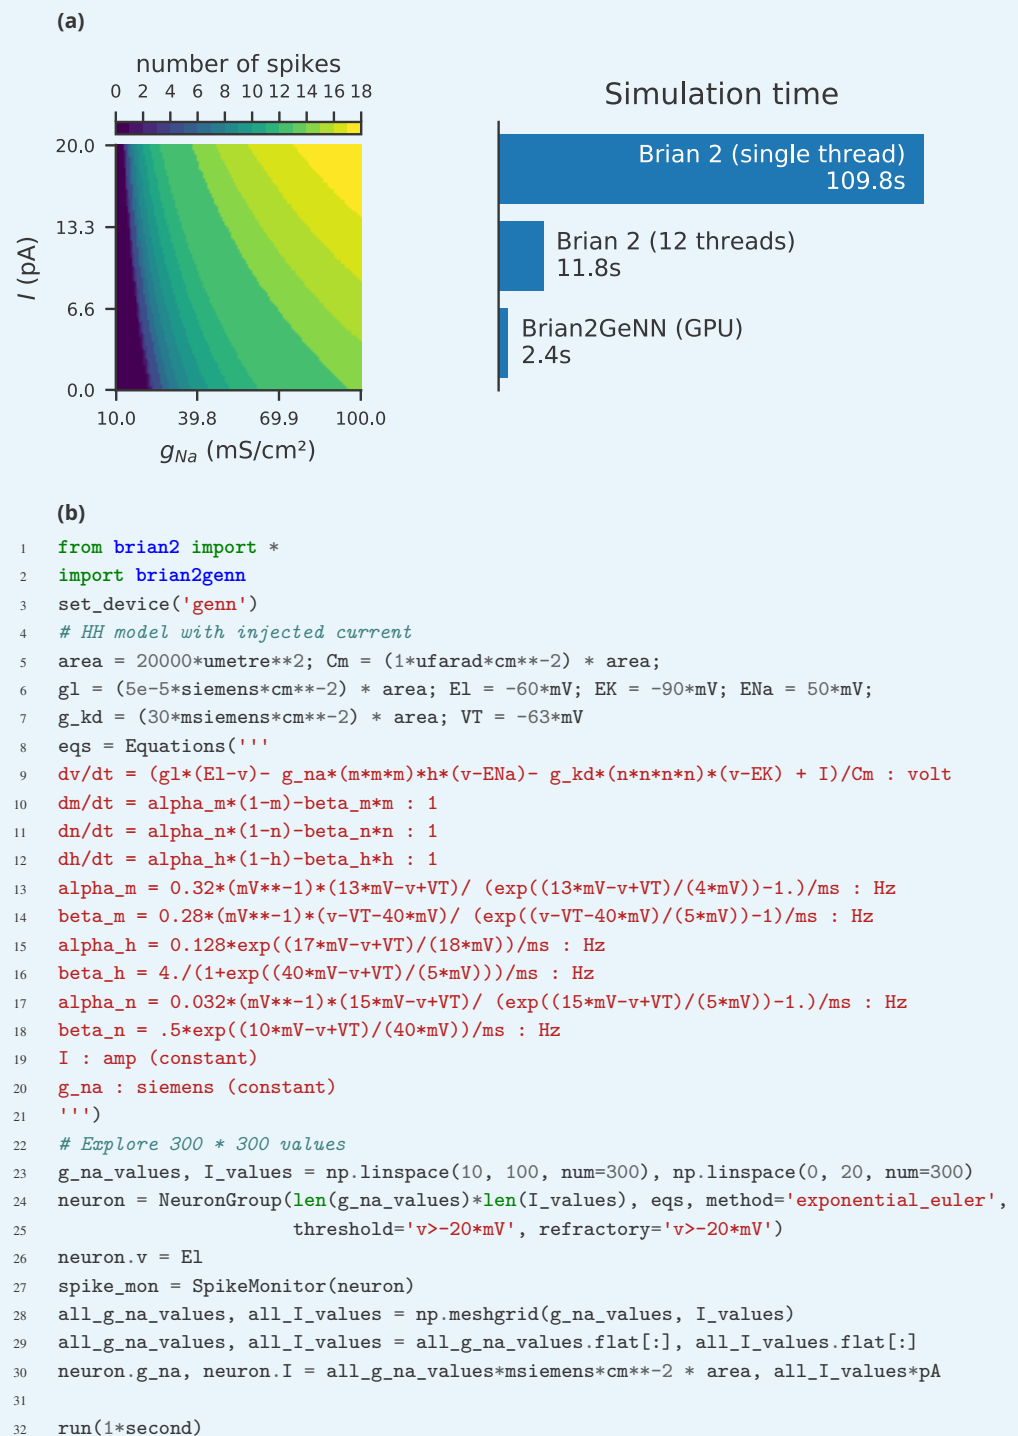 (a)
number of spikes
0 2 4 6 8 10 12 14 16 18
20.0
13.3
6.6
0.0
I (pA)
10.0 39.8 69.9 100.0
g_Na (mS/cm²)
Simulation time
Brian 2 (single thread)
109.8s
Brian 2 (12 threads)
11.8s
Brian2GeNN (GPU)
2.4s
(b)
1 from brian2 import *
2 import brian2genn
3 set_device('genn')
4 # HH model with injected current
5 area = 20000*umetre**2; Cm = (1*ufarad*cm**-2) * area;
6 gl = (5e-5*siemens*cm**-2) * area; El = -60*mV; EK = -90*mV; ENa = 50*mV;
7 g_kd = (30*msiemens*cm**-2) * area; VT = -63*mV
8 eqs = Equations('''
9 dv/dt = (gl*(El-v)- g_na*(m*m*m)*h*(v-ENa)- g_kd*(n*n*n*n)*(v-EK) + I)/Cm : volt
10 dm/dt = alpha_m*(1-m)-beta_m*m : 1
11 dn/dt = alpha_n*(1-n)-beta_n*n : 1
12 dh/dt = alpha_h*(1-h)-beta_h*h : 1
13 alpha_m = 0.32*(mV**-1)*(13*mV-v+VT)/ (exp((13*mV-v+VT)/(4*mV))-1.)/ms : Hz
14 beta_m = 0.28*(mV**-1)*(v-VT-40*mV)/ (exp((v-VT-40*mV)/(5*mV))-1)/ms : Hz
15 alpha_h = 0.128*exp((17*mV-v+VT)/(18*mV))/ms : Hz
16 beta_h = 4./(1+exp((40*mV-v+VT)/(5*mV)))/ms : Hz
17 alpha_n = 0.032*(mV**-1)*(15*mV-v+VT)/ (exp((15*mV-v+VT)/(5*mV))-1.)/ms : Hz
18 beta_n = .5*exp((10*mV-v+VT)/(40*mV))/ms : Hz
19 I : amp (constant)
20 g_na : siemens (constant)
21 ''')
22 # Explore 300 * 300 values
23 g_na_values, I_values = np.linspace(10, 100, num=300), np.linspace(0, 20, num=300)
24 neuron = NeuronGroup(len(g_na_values)*len(I_values), eqs, method='exponential_euler',
25 threshold='v>-20*mV', refractory='v>-20*mV')
26 neuron.v = El
27 spike_mon = SpikeMonitor(neuron)
28 all_g_na_values, all_I_values = np.meshgrid(g_na_values, I_values)
29 all_g_na_values, all_I_values = all_g_na_values.flat[:], all_I_values.flat[:]
30 neuron.g_na, neuron.I = all_g_na_values*msiemens*cm**-2 * area, all_I_values*pA
31
32 run(1*second)